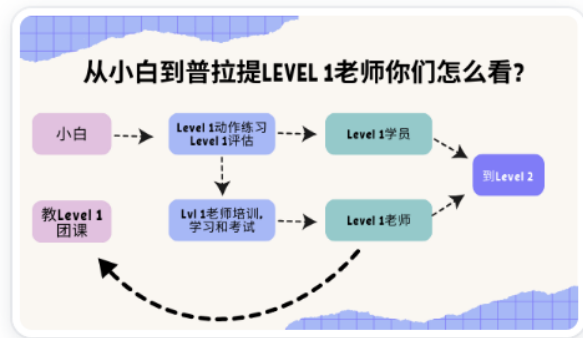 从小白到普拉提LEVEL 1老师你们怎么看?
小白
Level 1动作练习
Level 1评估
Level 1学员
到Level 2
教Level 1
团课
Lvl 1老师培训,
学习和考试
Level 1老师